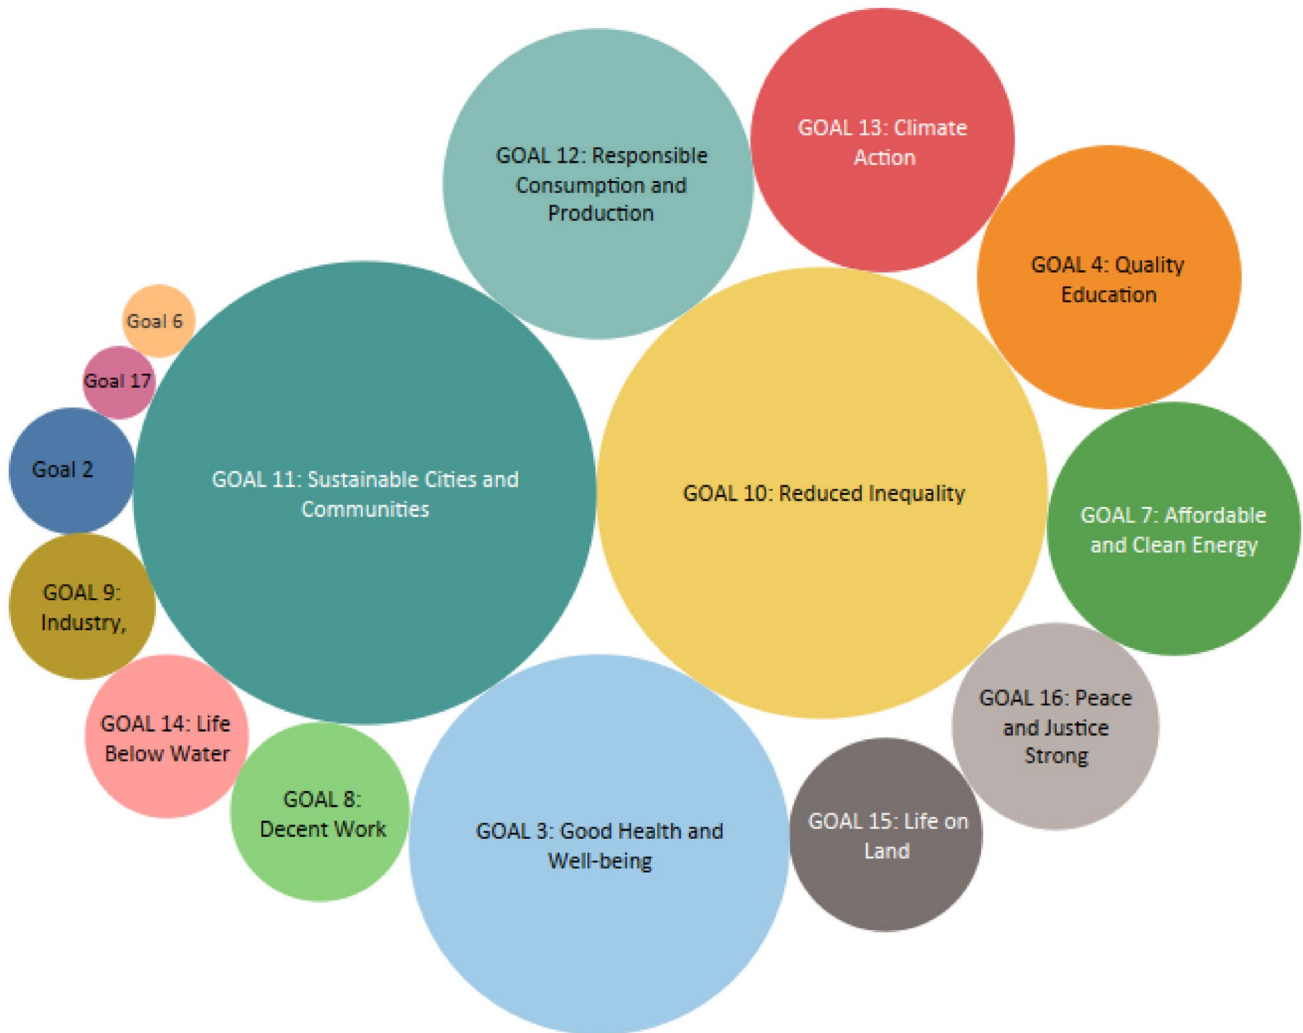 GOAL 13: Climate
Action
GOAL 12: Responsible
Consumption and
Production
GOAL 4: Quality
Education
Goal 6
Goal 17
Goal 2
GOAL 11: Sustainable Cities and
Communities
GOAL 10: Reduced Inequality
GOAL 7: Affordable
and Clean Energy
GOAL 9:
Industry,
GOAL 14: Life
Below Water
GOAL 16: Peace
and Justice
Strong
GOAL 8:
Decent Work
GOAL 3: Good Health and
Well-being
GOAL 15: Life on
Land